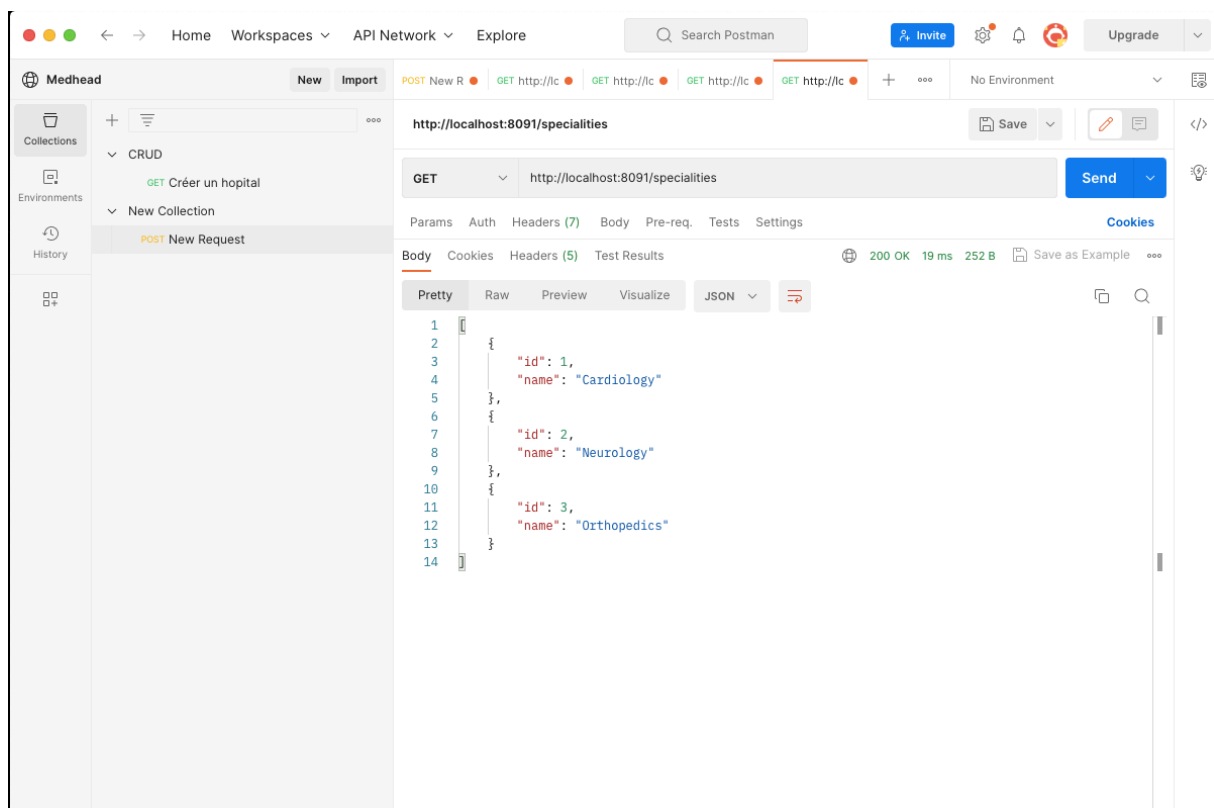 Home Workspaces API Network Explore Search Postman Invite Upgrade
Medhead New Import POST New R GET http://lc GET http://lc GET http://lc GET http://lc No Environment
Collections
Environments
History
CRUD
GET Créer un hopital
New Collection
POST New Request
http://localhost:8091/specialities Save
GET http://localhost:8091/specialities Send
Params Auth Headers (7) Body Pre-req. Tests Settings Cookies
Body Cookies Headers (5) Test Results 200 OK 19 ms 252 B Save as Example
Pretty Raw Preview Visualize JSON
1 [
2 {
3 "id": 1,
4 "name": "Cardiology"
5 },
6 {
7 "id": 2,
8 "name": "Neurology"
9 },
10 {
11 "id": 3,
12 "name": "Orthopedics"
13 }
14 ]